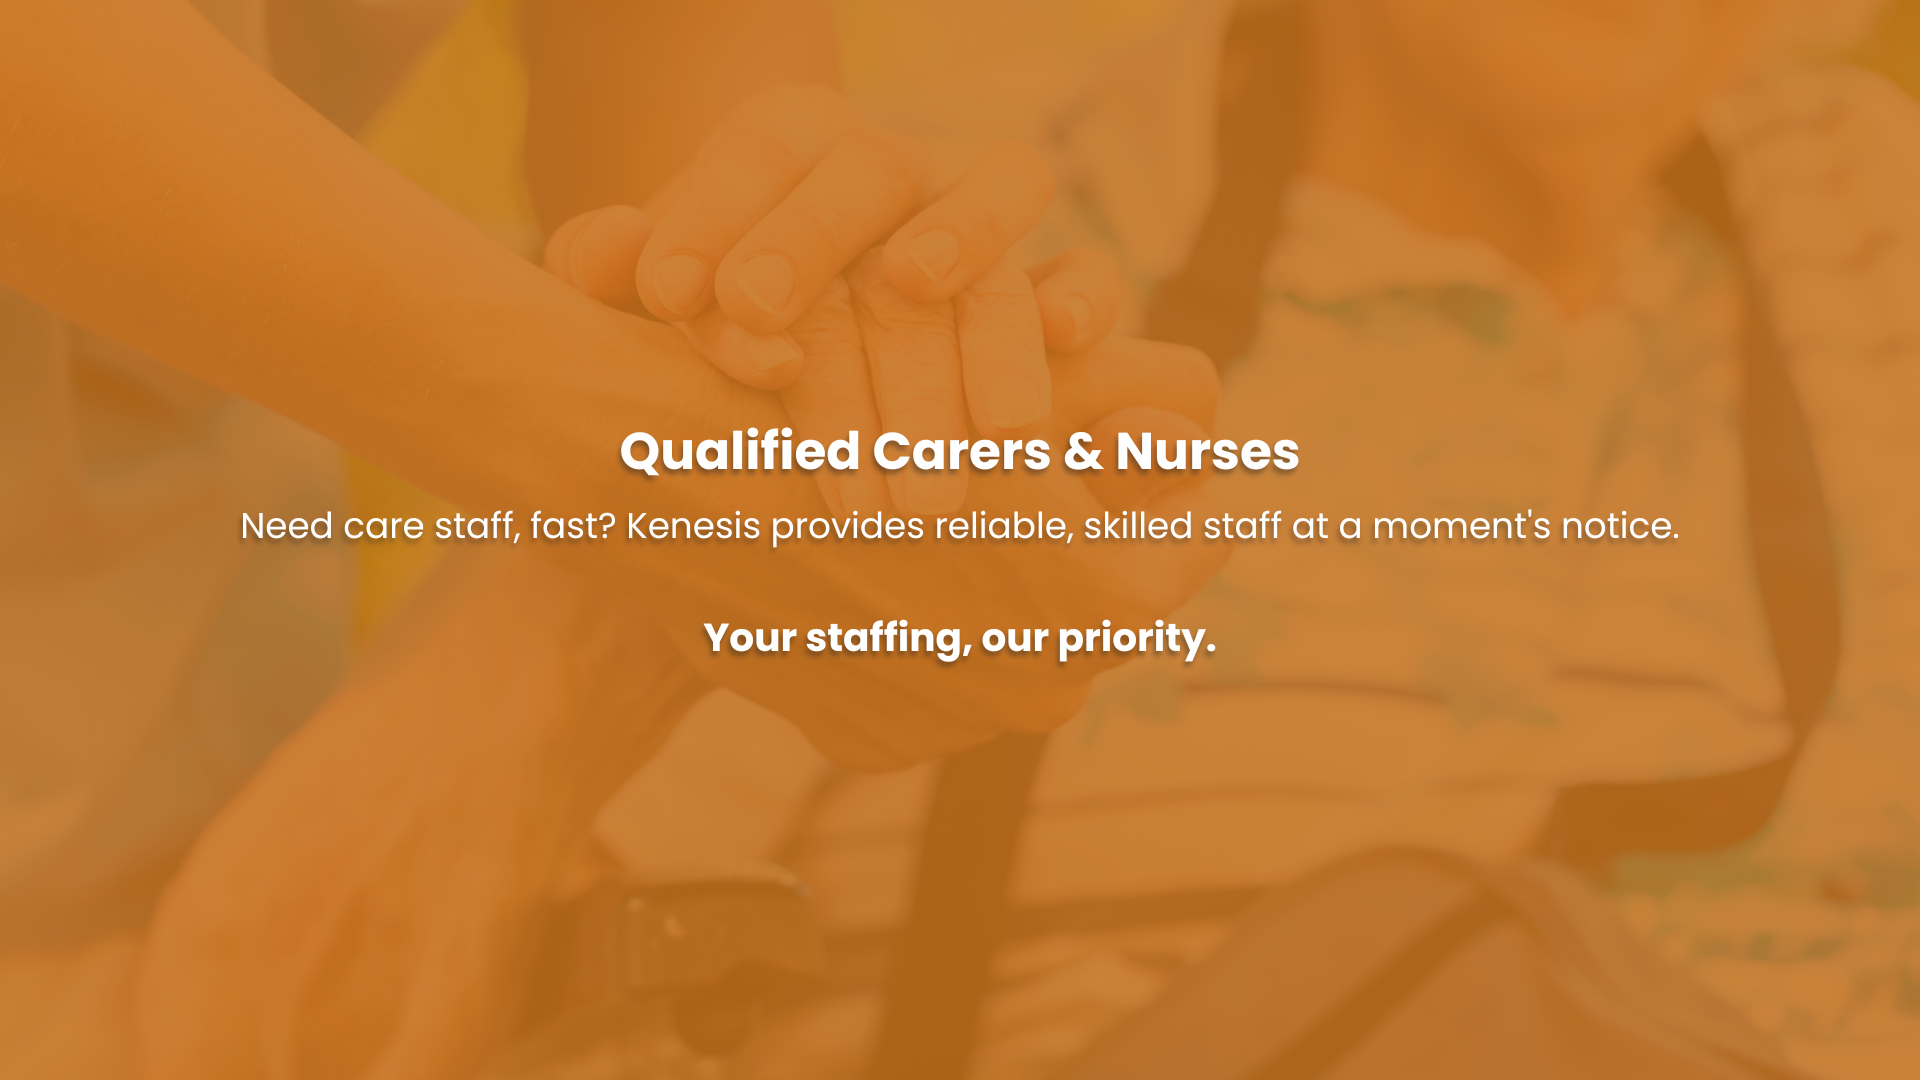 Qualified Carers & Nurses
Need care staff, fast? Kenesis provides reliable, skilled staff at a moment's notice.
Your staffing, our priority.